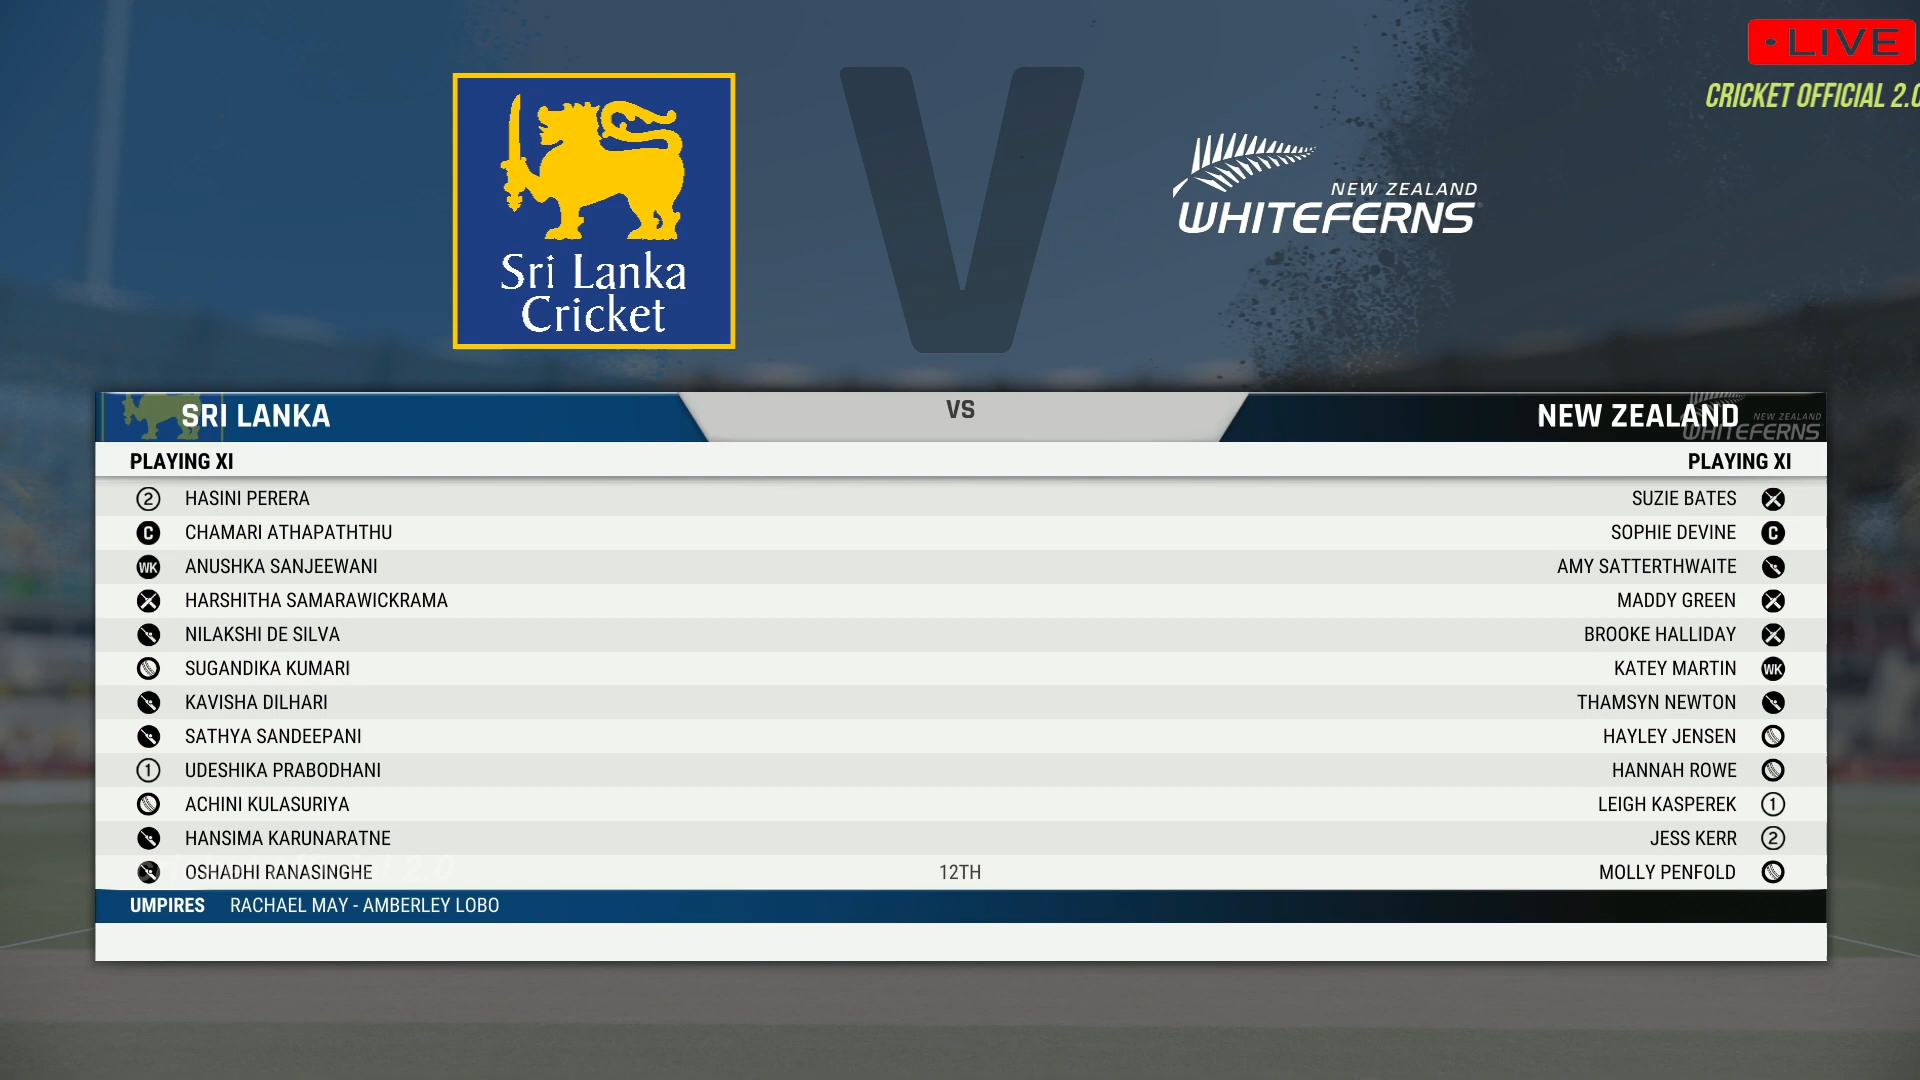 • LIVE
CRICKET OFFICIAL 2.0
V
Sri Lanka
Cricket
NEW ZEALAND
WHITEFERNS
SRI LANKA VS NEW ZEALAND
NEW ZEALAND
WHITEFERNS
PLAYING XI PLAYING XI
2 HASINI PERERA SUZIE BATES
C CHAMARI ATHAPATHTHU SOPHIE DEVINE C
WK ANUSHKA SANJEEWANI AMY SATTERTHWAITE
HARSHITHA SAMARAWICKRAMA MADDY GREEN
NILAKSHI DE SILVA BROOKE HALLIDAY
SUGANDIKA KUMARI KATEY MARTIN WK
KAVISHA DILHARI THAMSYN NEWTON
SATHYA SANDEEPANI HAYLEY JENSEN
1 UDESHIKA PRABODHANI HANNAH ROWE
ACHINI KULASURIYA LEIGH KASPEREK 1
HANSIMA KARUNARATNE JESS KERR 2
OSHADHI RANASINGHE 12TH MOLLY PENFOLD
2.0
UMPIRES RACHAEL MAY - AMBERLEY LOBO